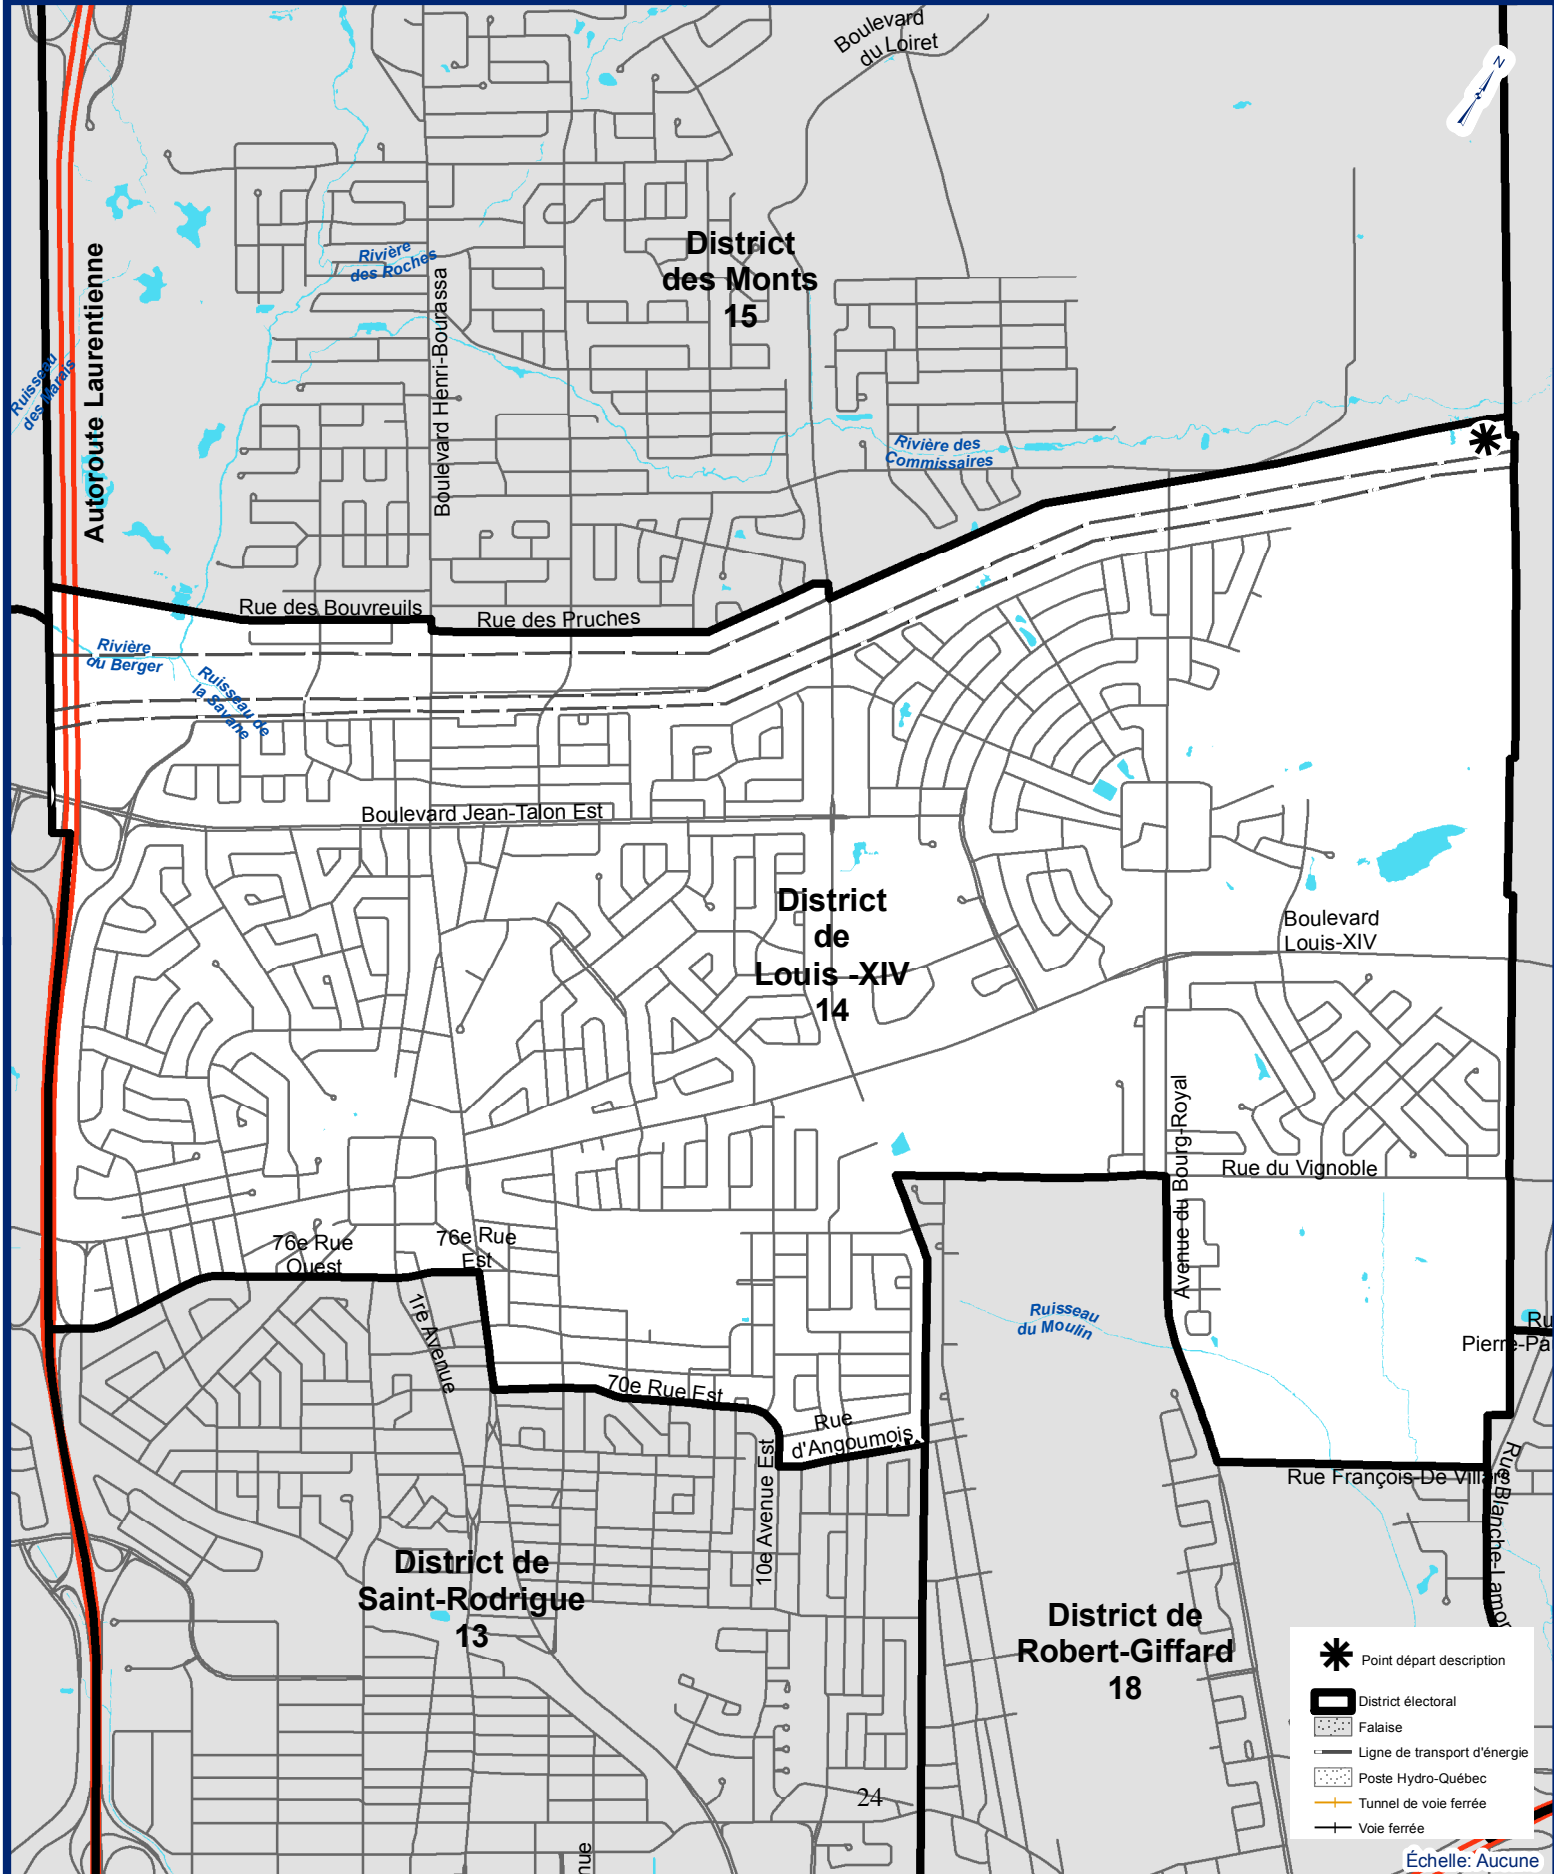 Boulevard
du Loiret
N
Autoroute Laurentienne
Rivière
des Roches
District
des Monts
15
Boulevard Henri-Bourassa
Ruisseau
des Marais
Rivière des
Commissaires
Rue des Bouvreuils
Rue des Pruches
Rivière
du Berger
Ruisseau de
la Savane
Boulevard Jean-Talon Est
District
de
Louis -XIV
14
Boulevard
Louis-XIV
Avenue du Bourg-Royal
Rue du Vignoble
76e Rue
Ouest
76e Rue
Est
1re Avenue
Ruisseau
du Moulin
Ru
Pierre-Pa
70e Rue Est
Rue
d'Angoumois
10e Avenue Est
Rue François-De Villars
Rue Blanche-Lamon
District de
Saint-Rodrigue
13
District de
Robert-Giffard
18
Point départ description
District électoral
Falaise
Ligne de transport d'énergie
Poste Hydro-Québec
Tunnel de voie ferrée
Voie ferrée
24
nue
Échelle: Aucune